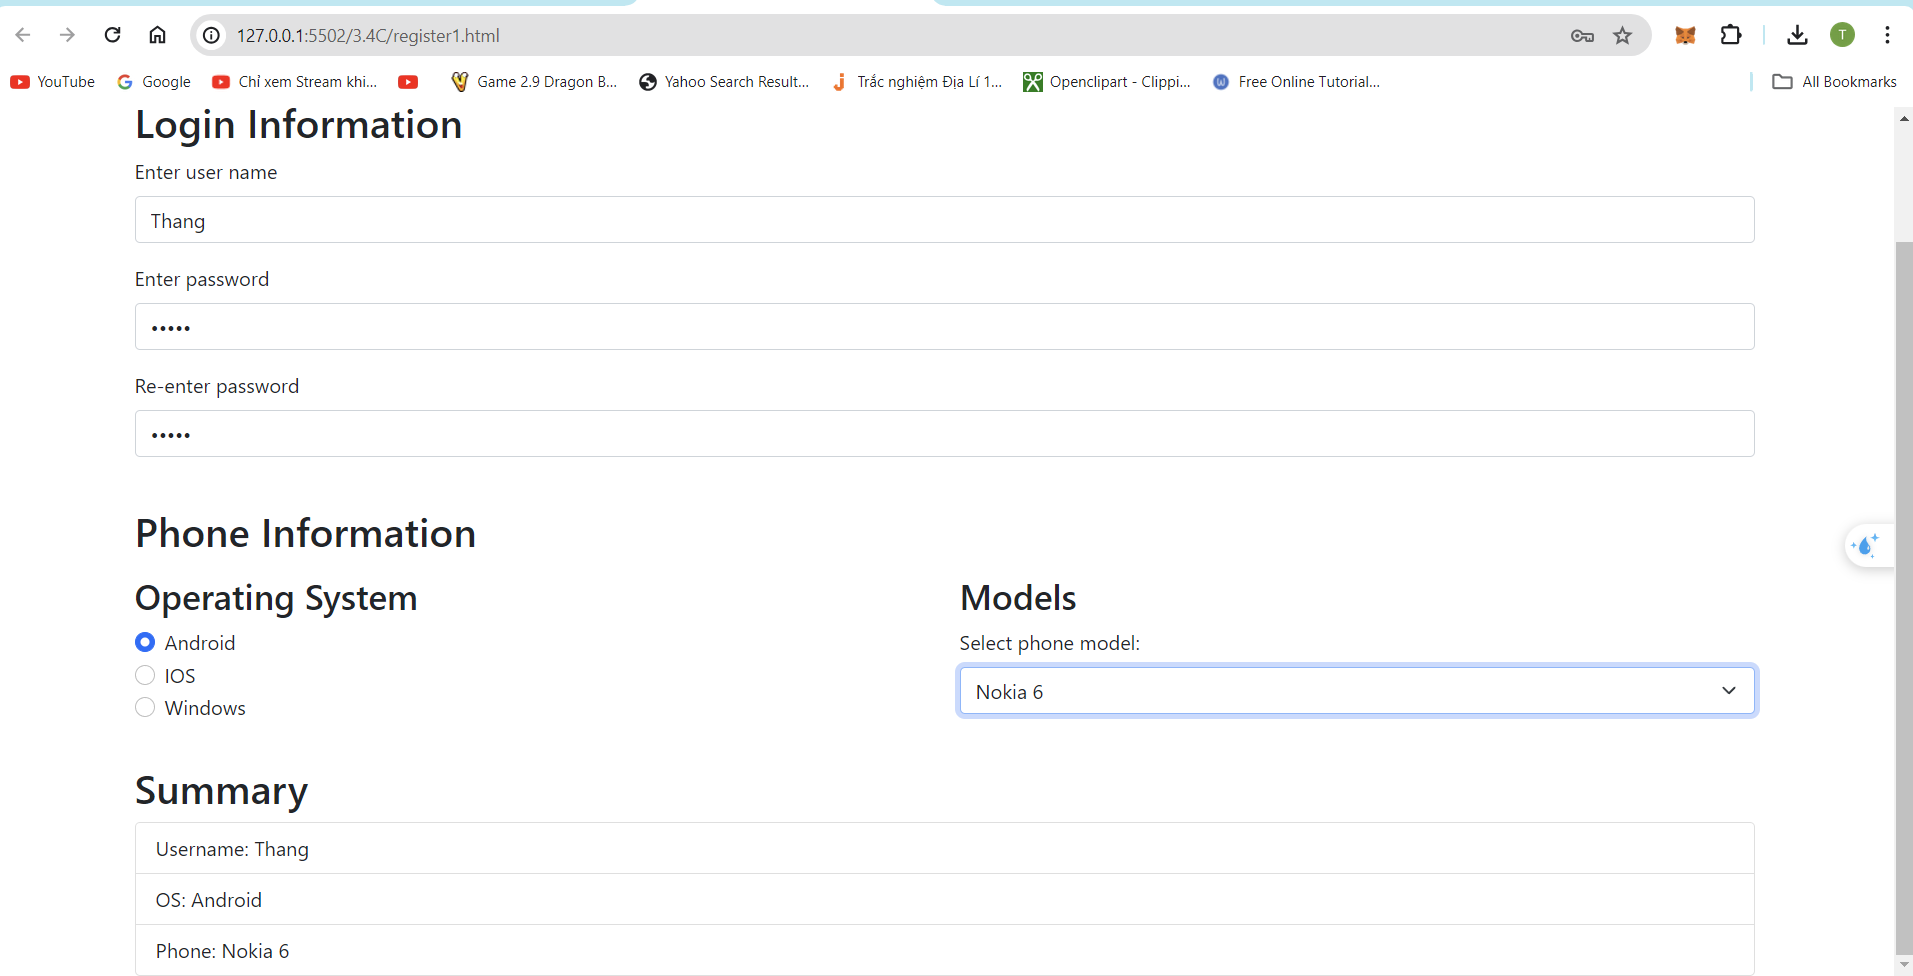 127.0.0.1:5502/3.4C/register1.html
T
YouTube Google Chỉ xem Stream khi... Game 2.9 Dragon B... Yahoo Search Result... Trắc nghiệm Địa Lí 1... Openclipart - Clippi... Free Online Tutorial... All Bookmarks
Login Information
Enter user name
Thang
Enter password
•••••
Re-enter password
•••••
Phone Information
Operating System
Android
IOS
Windows
Models
Select phone model:
Nokia 6
Summary
Username: Thang
OS: Android
Phone: Nokia 6